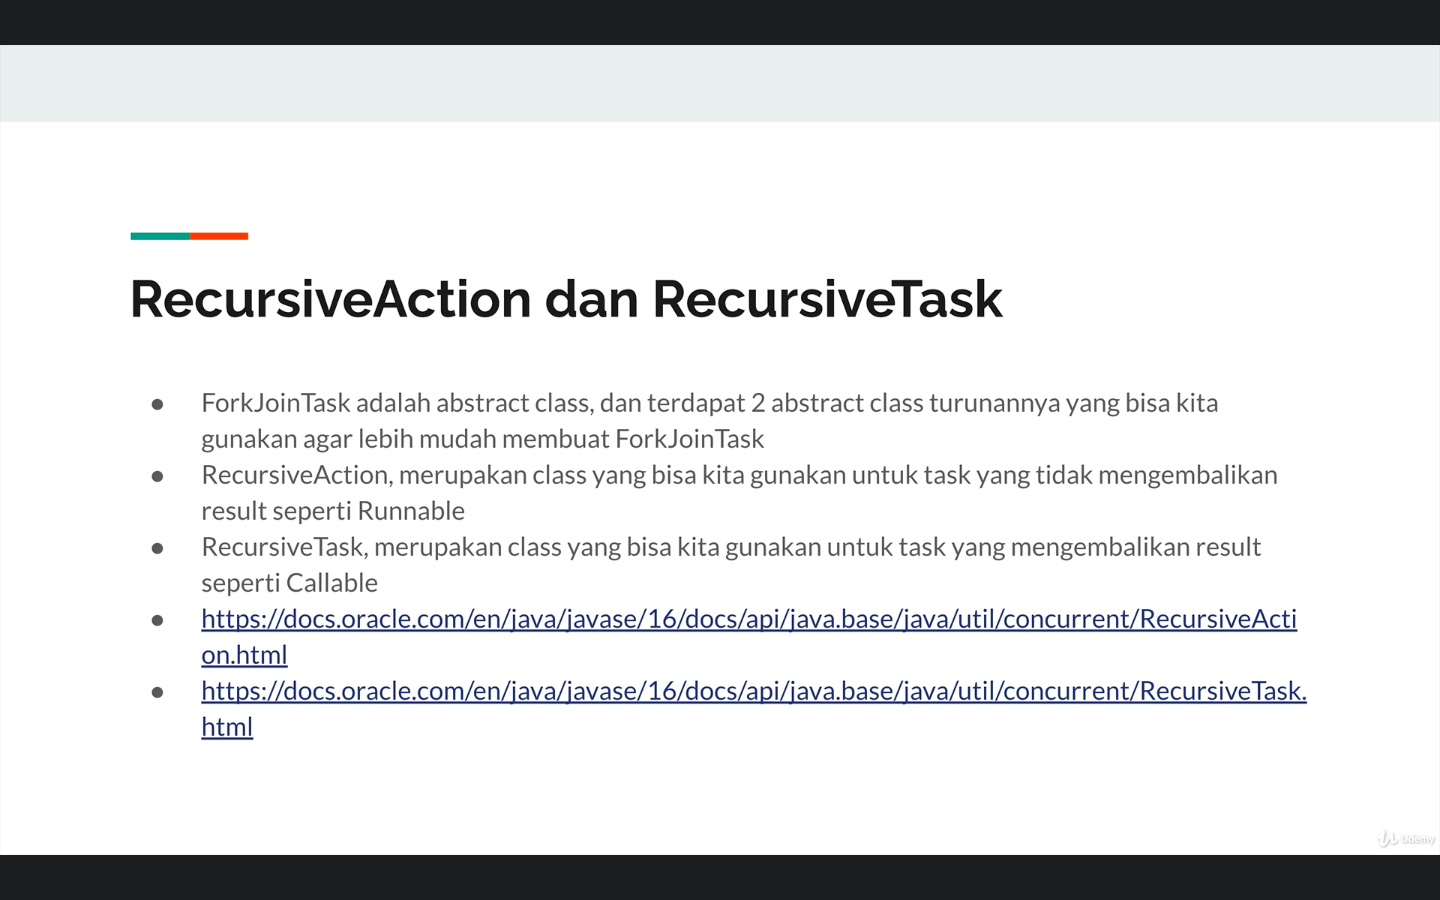 RecursiveAction dan RecursiveTask
● ForkJoinTask adalah abstract class, dan terdapat 2 abstract class turunannya yang bisa kita
gunakan agar lebih mudah membuat ForkJoinTask
● RecursiveAction, merupakan class yang bisa kita gunakan untuk task yang tidak mengembalikan
result seperti Runnable
● RecursiveTask, merupakan class yang bisa kita gunakan untuk task yang mengembalikan result
seperti Callable
● https://docs.oracle.com/en/java/javase/16/docs/api/java.base/java/util/concurrent/RecursiveActi
on.html
● https://docs.oracle.com/en/java/javase/16/docs/api/java.base/java/util/concurrent/RecursiveTask.
html
Udemy